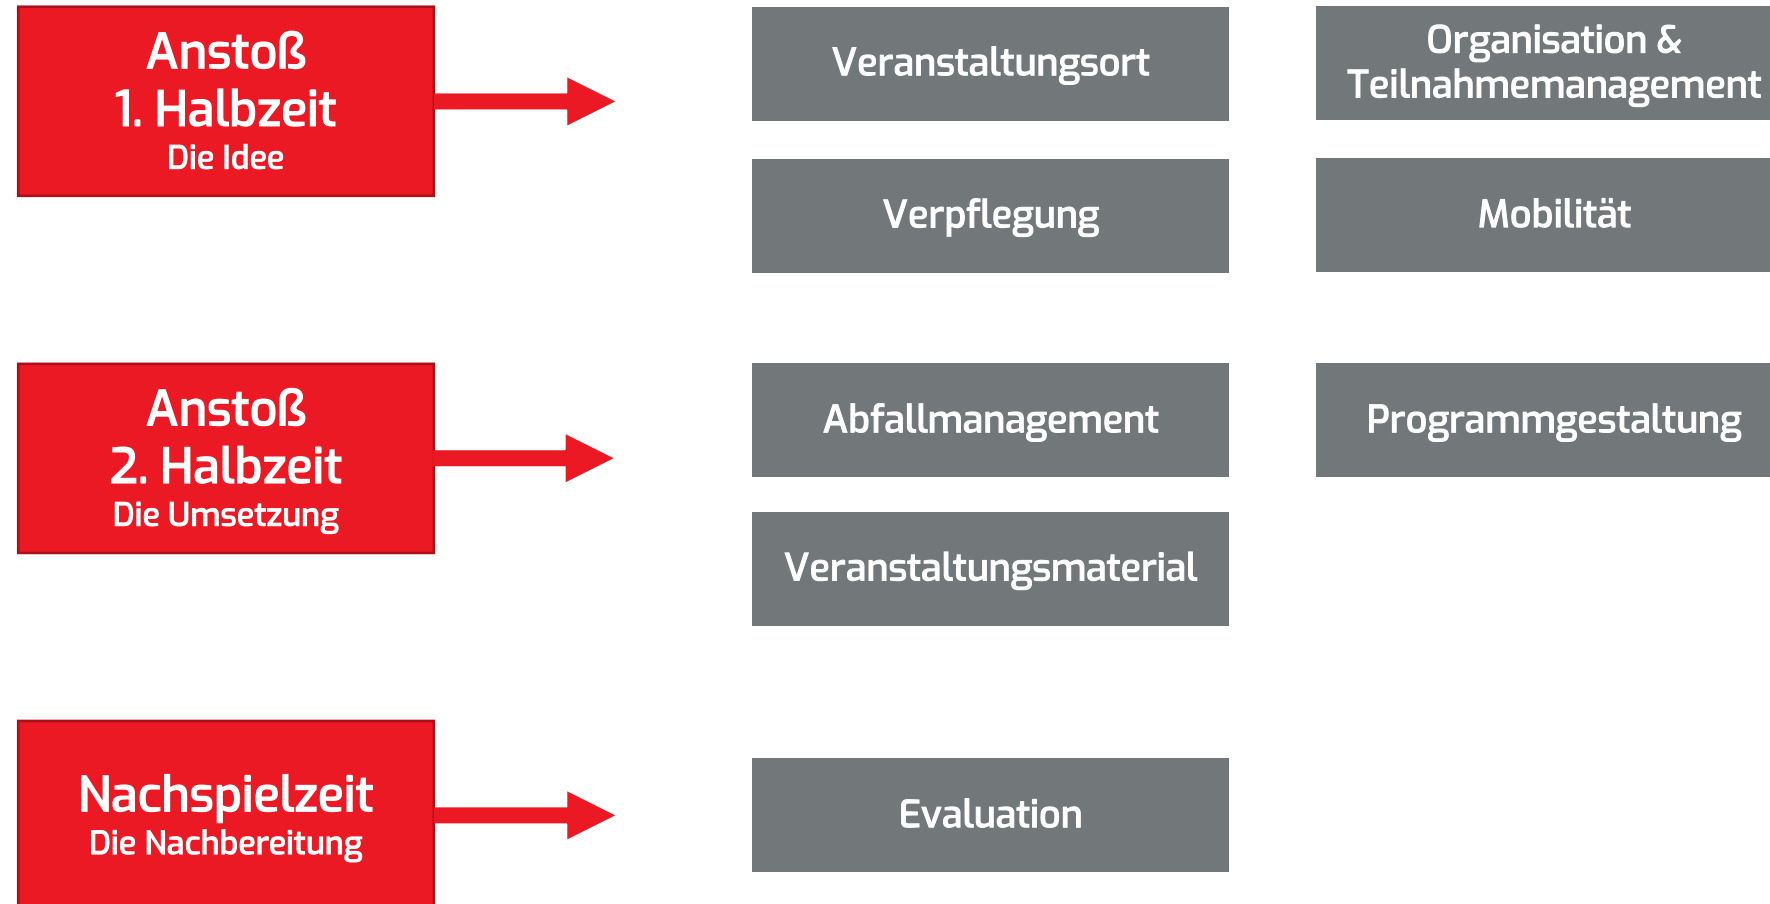 Anstoß
1. Halbzeit
Die Idee
Veranstaltungsort
Organisation &
Teilnahmemanagement
Verpflegung
Mobilität
Anstoß
2. Halbzeit
Die Umsetzung
Abfallmanagement
Programmgestaltung
Veranstaltungsmaterial
Nachspielzeit
Die Nachbereitung
Evaluation